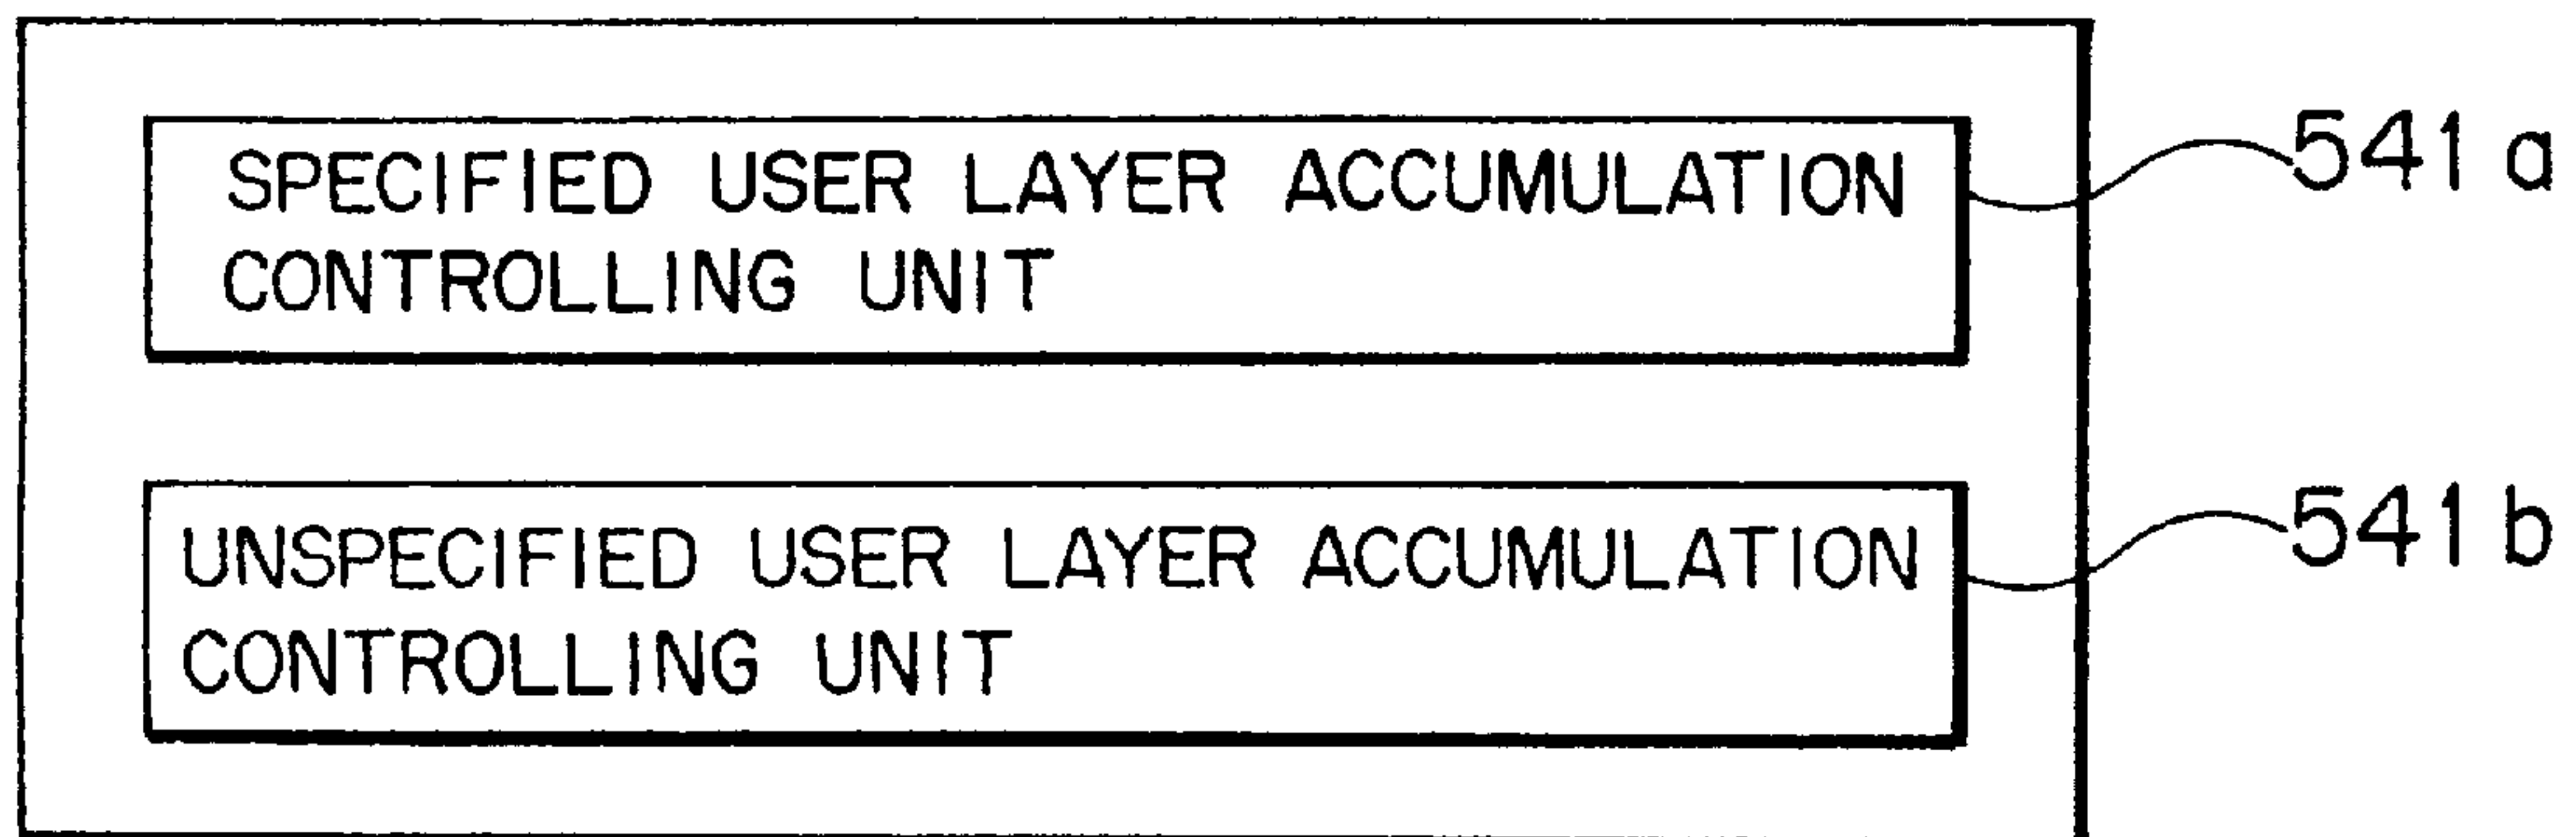 SPECIFIED USER LAYER ACCUMULATION
CONTROLLING UNIT
541a
UNSPECIFIED USER LAYER ACCUMULATION
CONTROLLING UNIT
541b